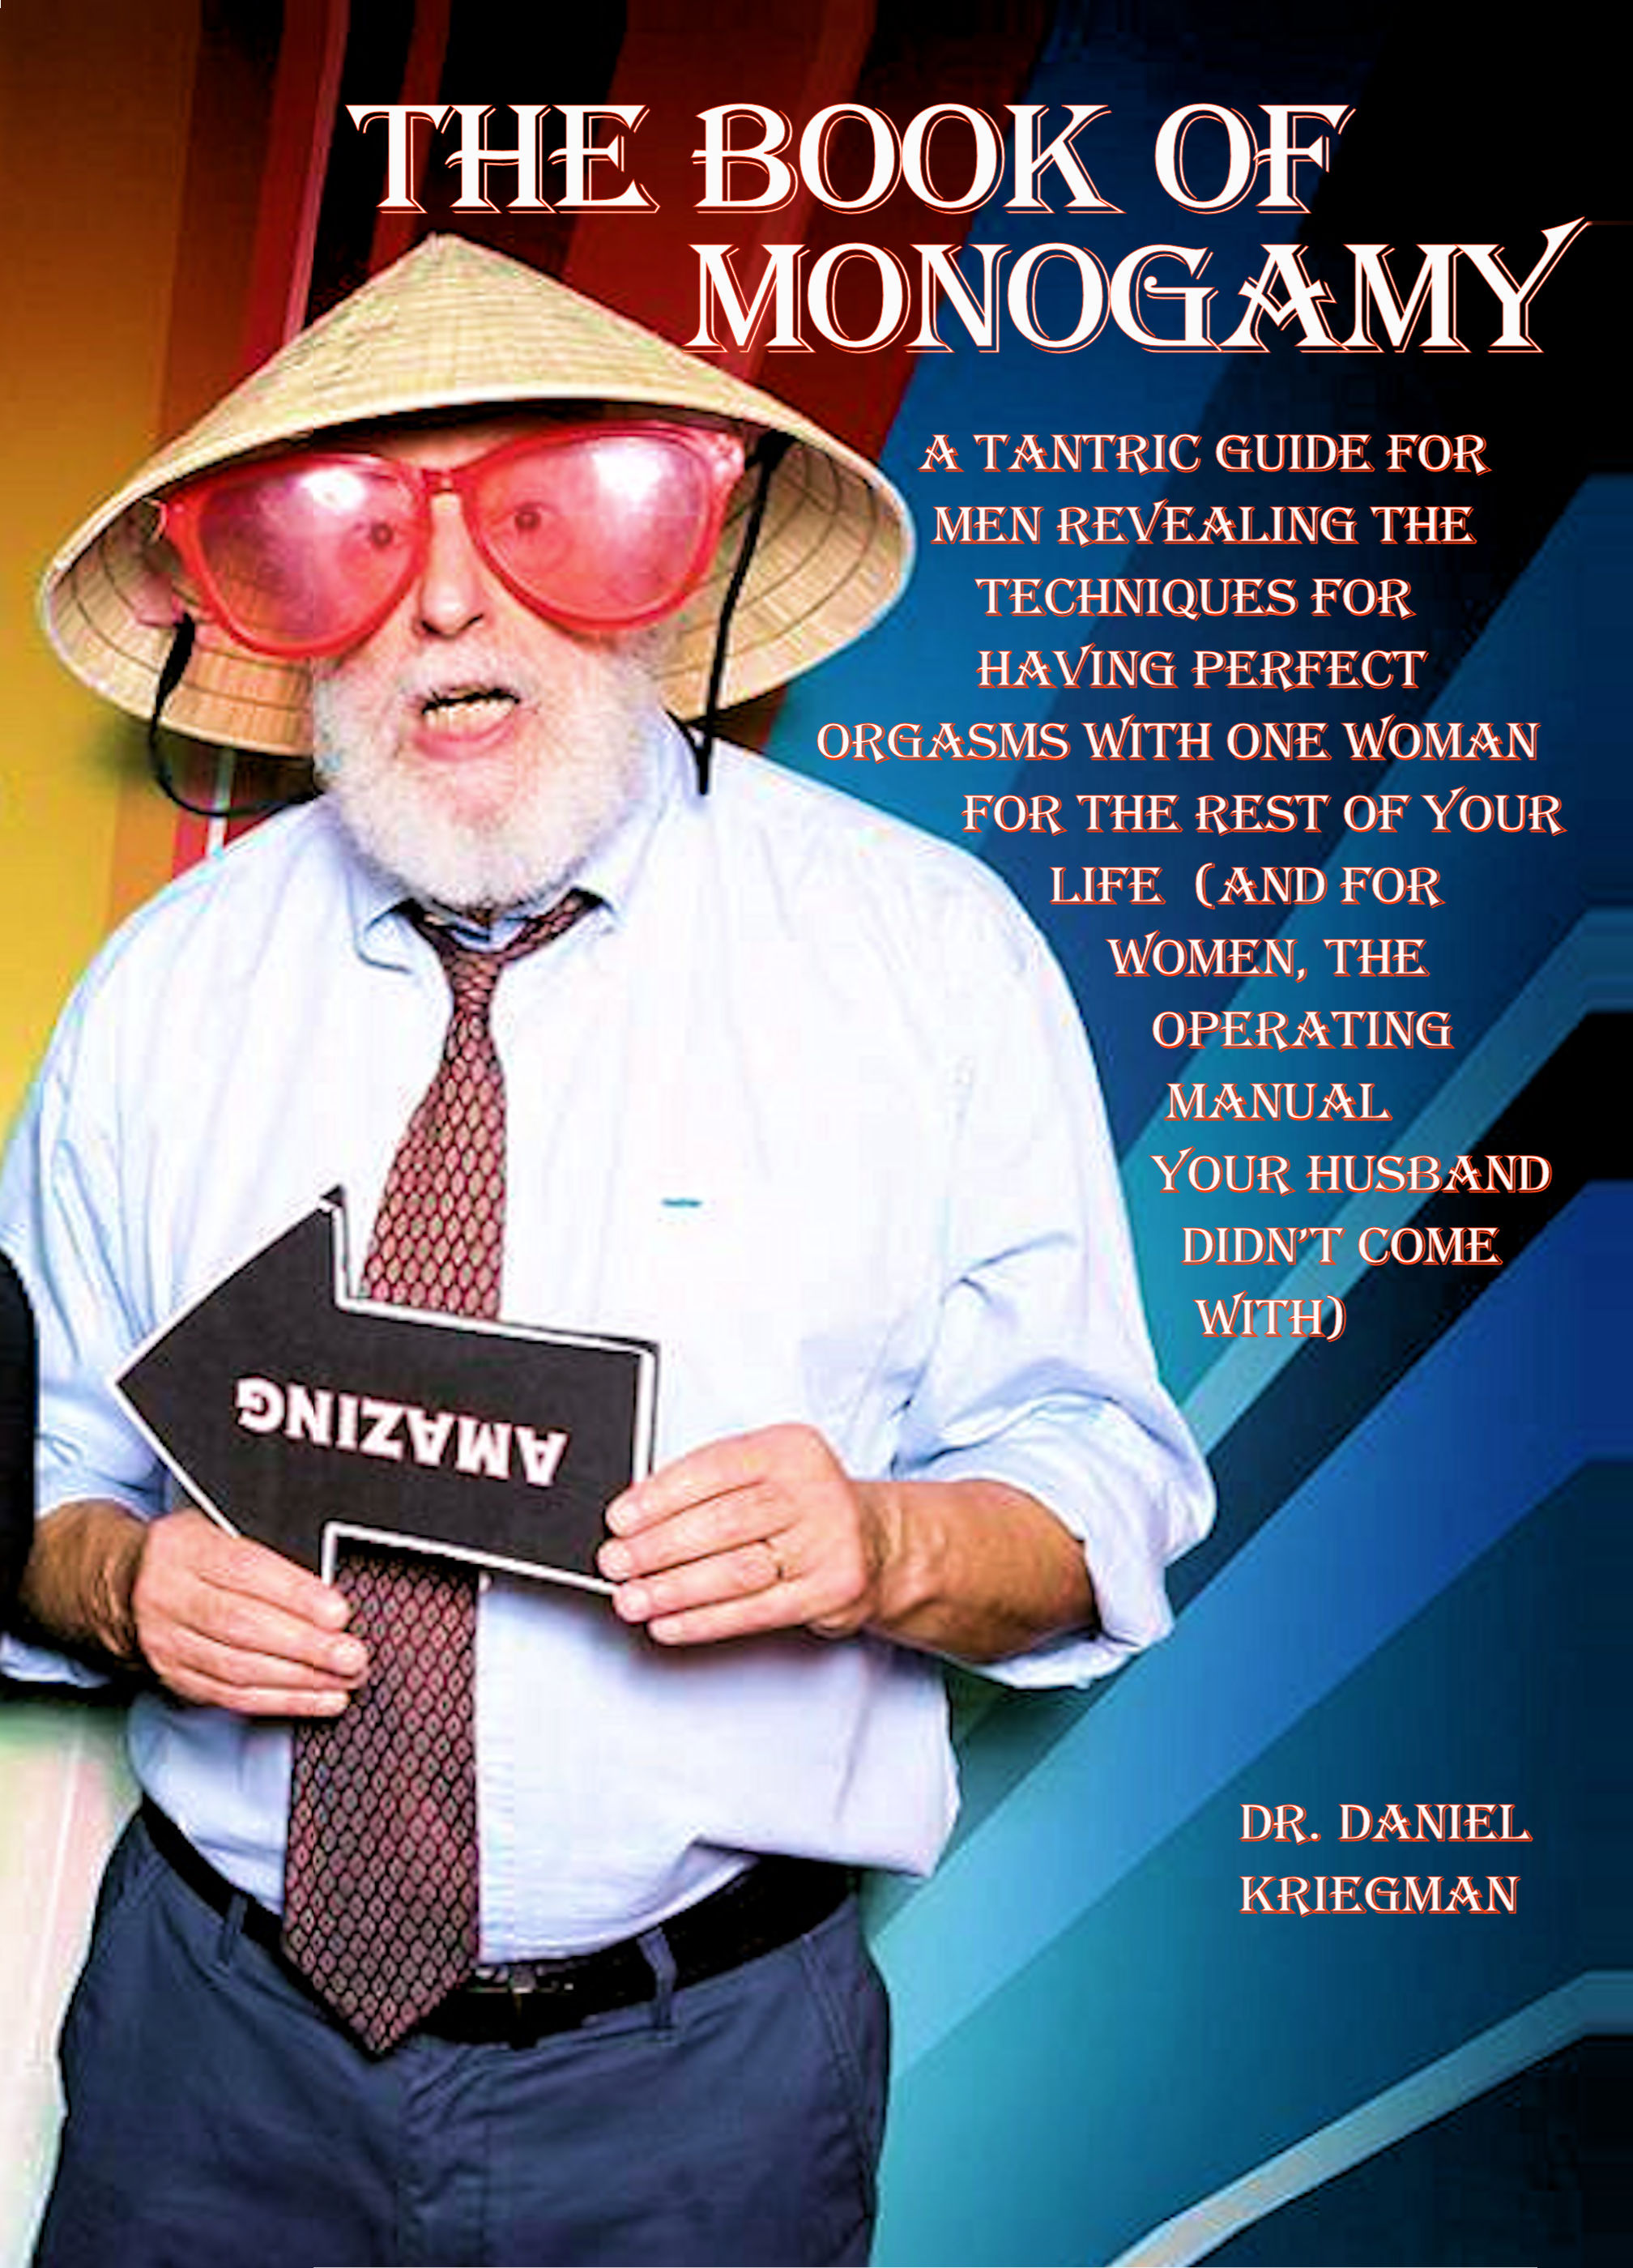 THE BOOK OF
MONOGAMY
A TANTRIC GUIDE FOR
MEN REVEALING THE
TECHNIQUES FOR
HAVING PERFECT
ORGASMS WITH ONE WOMAN
FOR THE REST OF YOUR
LIFE (AND FOR
WOMEN, THE
OPERATING
MANUAL
YOUR HUSBAND
DIDN'T COME
WITH)
AMAZING
DR. DANIEL
KRIEGMAN